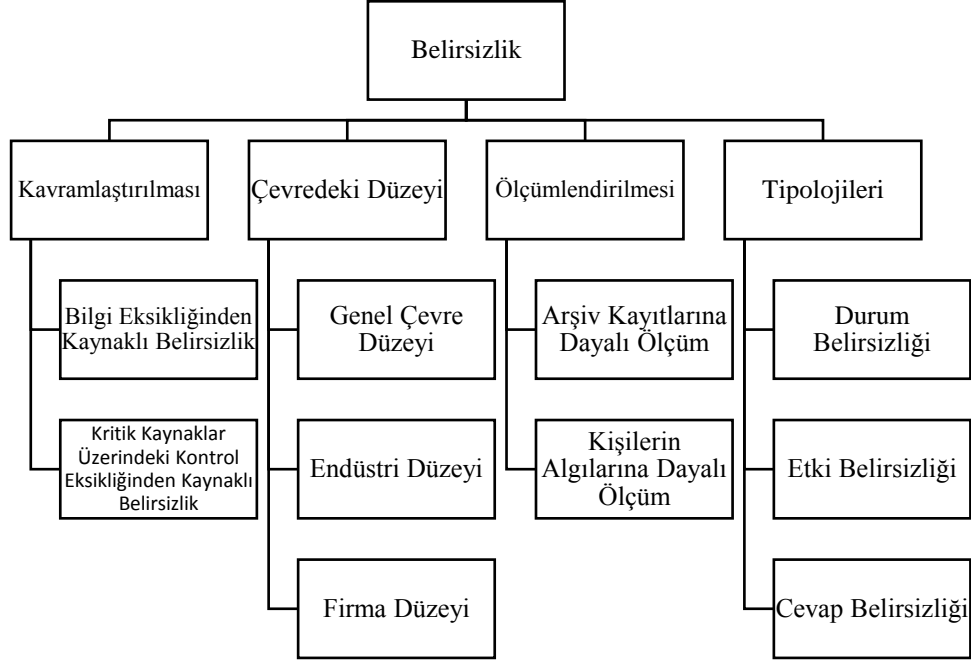 Belirsizlik
Kavramlaştırılması
Çevredeki Düzeyi
Ölçümlendirilmesi
Tipolojileri
Bilgi Eksikliğinden
Kaynaklı Belirsizlik
Genel Çevre
Düzeyi
Arşiv Kayıtlarına
Dayalı Ölçüm
Durum
Belirsizliği
Kritik Kaynaklar
Üzerindeki Kontrol
Eksikliğinden Kaynaklı
Belirsizlik
Endüstri Düzeyi
Kişilerin
Algılarına Dayalı
Ölçüm
Etki Belirsizliği
Firma Düzeyi
Cevap Belirsizliği